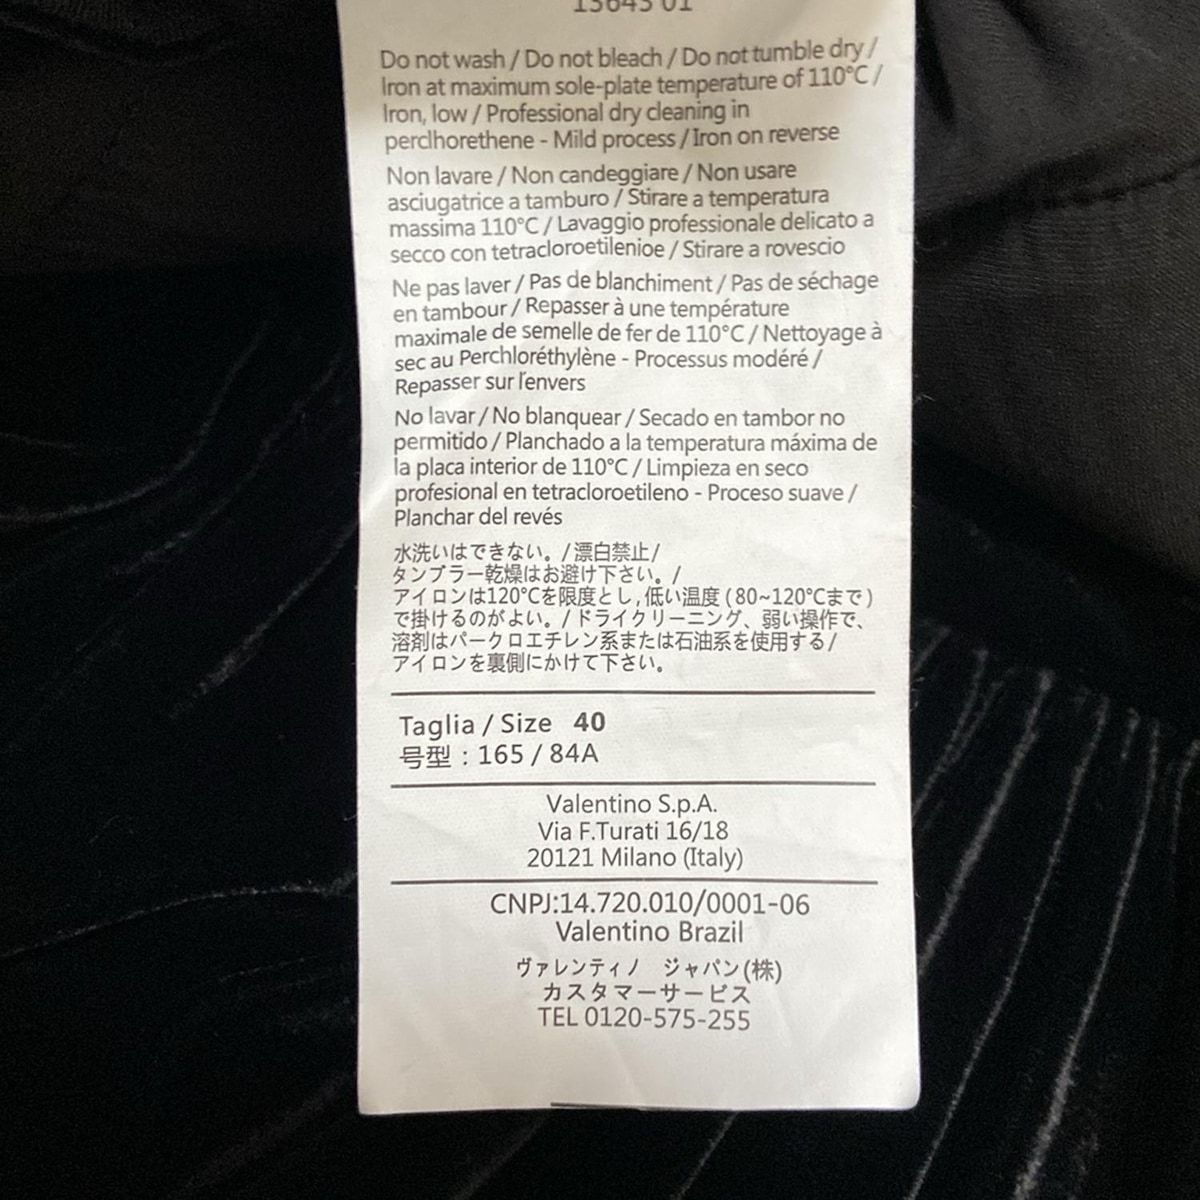 13643 01
Do not wash / Do not bleach / Do not tumble dry /
Iron at maximum sole-plate temperature of 110°C /
Iron, low / Professional dry cleaning in
perclhorethene - Mild process / Iron on reverse
Non lavare / Non candeggiare / Non usare
asciugatrice a tamburo / Stirare a temperatura
massima 110°C / Lavaggio professionale delicato a
secco con tetracloroetilenioe / Stirare a rovescio
Ne pas laver / Pas de blanchiment / Pas de séchage
en tambour / Repasser à une température
maximale de semelle de fer de 110°C / Nettoyage à
sec au Perchloréthylène - Processus modéré /
Repasser sur l'envers
No lavar / No blanquear / Secado en tambor no
permitido / Planchado a la temperatura máxima de
la placa interior de 110°C / Limpieza en seco
profesional en tetracloroetileno - Proceso suave /
Planchar del revés
水洗いはできない。/漂白禁止/
タンブラー乾燥はお避け下さい。/
アイロンは120°Cを限度とし,低い温度 ( 80~120°Cまで )
で掛けるのがよい。/ドライクリーニング、弱い操作で、
溶剤はパークロエチレン系または石油系を使用する/
アイロンを裏側にかけて下さい。
Taglia / Size 40
号型 : 165 / 84A
Valentino S.p.A.
Via F.Turati 16/18
20121 Milano (Italy)
CNPJ:14.720.010/0001-06
Valentino Brazil
ヴァレンティノ ジャパン(株)
カスタマーサービス
TEL 0120-575-255